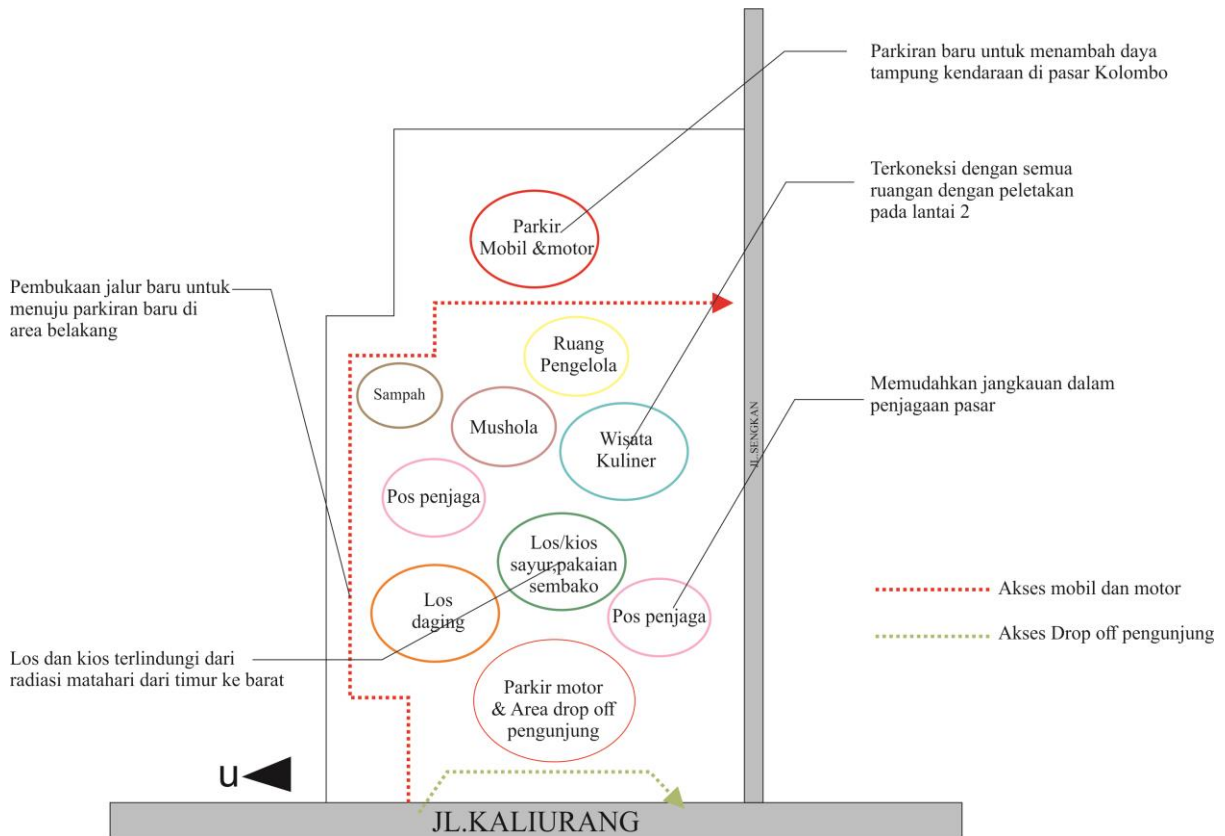 Parkiran baru untuk menambah daya
tampung kendaraan di pasar Kolombo
Terkoneksi dengan semua
ruangan dengan peletakan
pada lantai 2
Parkir
Mobil &motor
Pembukaan jalur baru untuk
menuju parkiran baru di
area belakang
Ruang
Pengelola
Sampah
Mushola
Wisata
Kuliner
JL.SENGKAN
Memudahkan jangkauan dalam
penjagaan pasar
Pos penjaga
Los/kios
sayur,pakaian
sembako
Los
daging
Pos penjaga
Akses mobil dan motor
Akses Drop off pengunjung
Los dan kios terlindungi dari
radiasi matahari dari timur ke barat
Parkir motor
& Area drop off
pengunjung
u
JL.KALIURANG